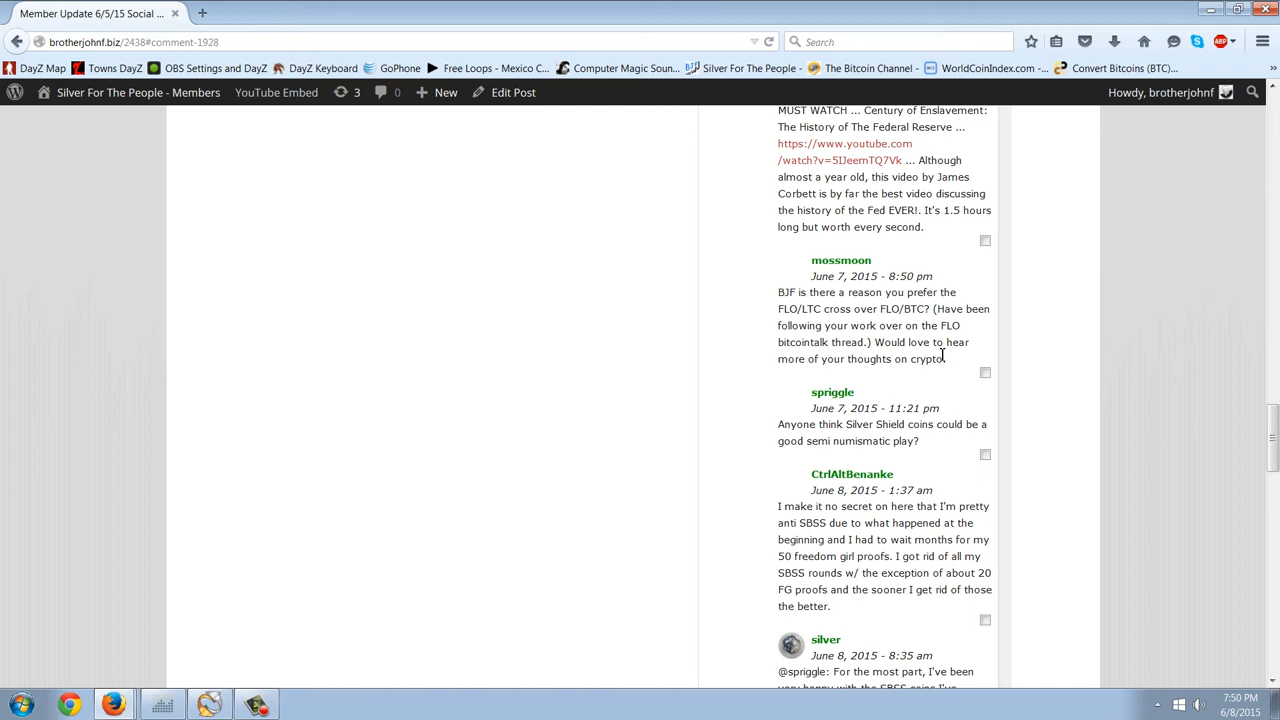 Member Update 6/5/15 Social ...
brotherjohnf.biz/2438#comment-1928
Search
ABP
DayZ Map
Towns DayZ
OBS Settings and DayZ
DayZ Keyboard
GoPhone
Free Loops - Mexico C...
Computer Magic Soun...
Silver For The People - ...
The Bitcoin Channel - ...
WorldCoinIndex.com -...
Convert Bitcoins (BTC)...
Silver For The People - Members
YouTube Embed
3
0
New
Edit Post
Howdy, brotherjohnf
MUST WATCH ... Century of Enslavement:
The History of The Federal Reserve ...
https://www.youtube.com
/watch?v=5IJeemTQ7Vk ... Although
almost a year old, this video by James
Corbett is by far the best video discussing
the history of the Fed EVER!. It's 1.5 hours
long but worth every second.
mossmoon
June 7, 2015 - 8:50 pm
BJF is there a reason you prefer the
FLO/LTC cross over FLO/BTC? (Have been
following your work over on the FLO
bitcointalk thread.) Would love to hear
more of your thoughts on crypto.
spriggle
June 7, 2015 - 11:21 pm
Anyone think Silver Shield coins could be a
good semi numismatic play?
CtrlAltBenanke
June 8, 2015 - 1:37 am
I make it no secret on here that I'm pretty
anti SBSS due to what happened at the
beginning and I had to wait months for my
50 freedom girl proofs. I got rid of all my
SBSS rounds w/ the exception of about 20
FG proofs and the sooner I get rid of those
the better.
silver
June 8, 2015 - 8:35 am
@spriggle: For the most part, I've been
very happy with the SBSS coins I've
7:50 PM
6/8/2015